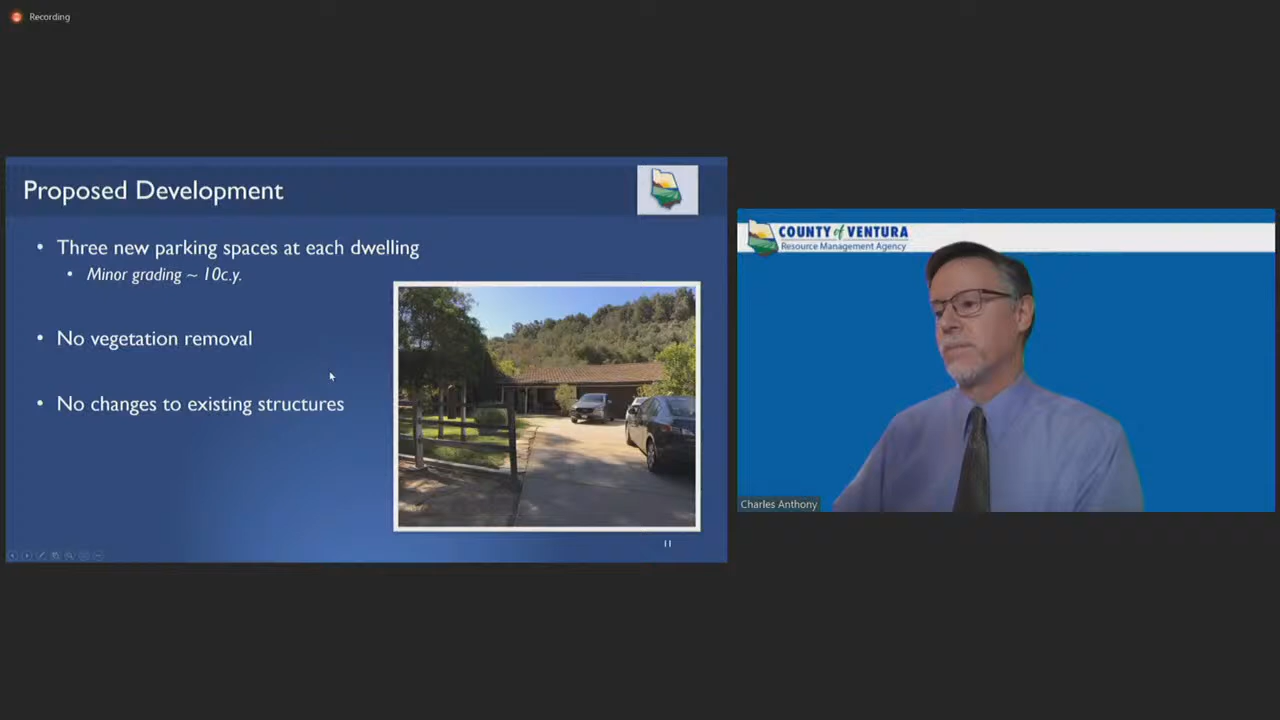 Recording
Proposed Development
• Three new parking spaces at each dwelling
• Minor grading ~ 10c.y.
• No vegetation removal
• No changes to existing structures
11
COUNTY of VENTURA
Resource Management Agency
Charles Anthony